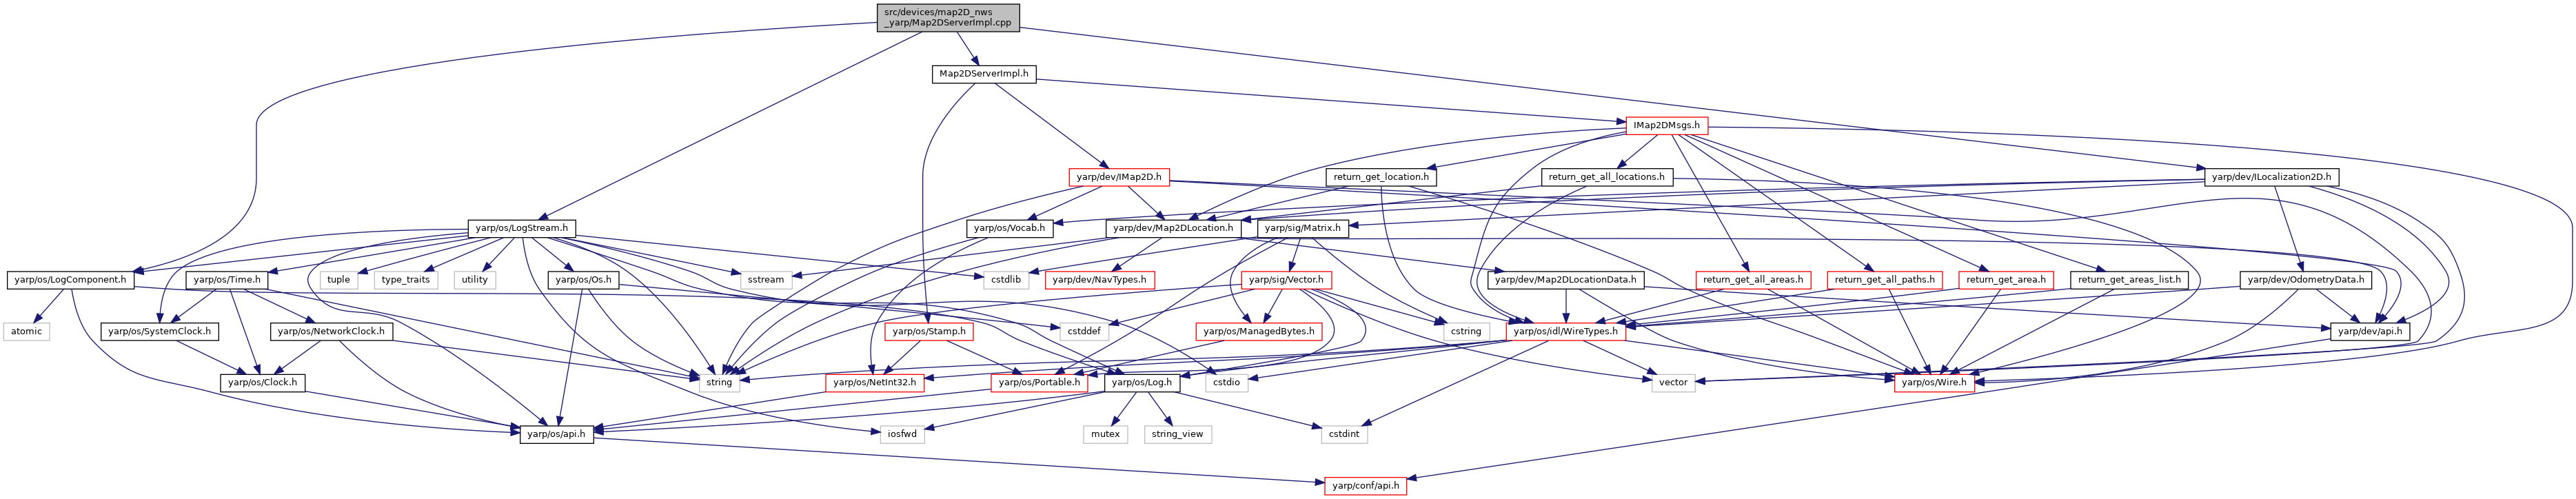 src/devices/map2D_nws
_yarp/Map2DServerImpl.cpp
Map2DServerImpl.h
IMap2DMsgs.h
yarp/dev/IMap2D.h
return_get_location.h
return_get_all_locations.h
yarp/dev/ILocalization2D.h
yarp/os/LogStream.h
yarp/os/Vocab.h
yarp/dev/Map2DLocation.h
yarp/sig/Matrix.h
yarp/os/LogComponent.h
yarp/os/Time.h
tuple
type_traits
utility
yarp/os/Os.h
sstream
cstdlib
yarp/dev/NavTypes.h
yarp/sig/Vector.h
yarp/dev/Map2DLocationData.h
return_get_all_areas.h
return_get_all_paths.h
return_get_area.h
return_get_areas_list.h
yarp/dev/OdometryData.h
atomic
yarp/os/SystemClock.h
yarp/os/NetworkClock.h
yarp/os/Stamp.h
cstddef
yarp/os/ManagedBytes.h
cstring
yarp/os/idl/WireTypes.h
yarp/dev/api.h
yarp/os/Clock.h
string
yarp/os/NetInt32.h
yarp/os/Portable.h
yarp/os/Log.h
cstdio
vector
yarp/os/Wire.h
yarp/os/api.h
iosfwd
mutex
string_view
cstdint
yarp/conf/api.h